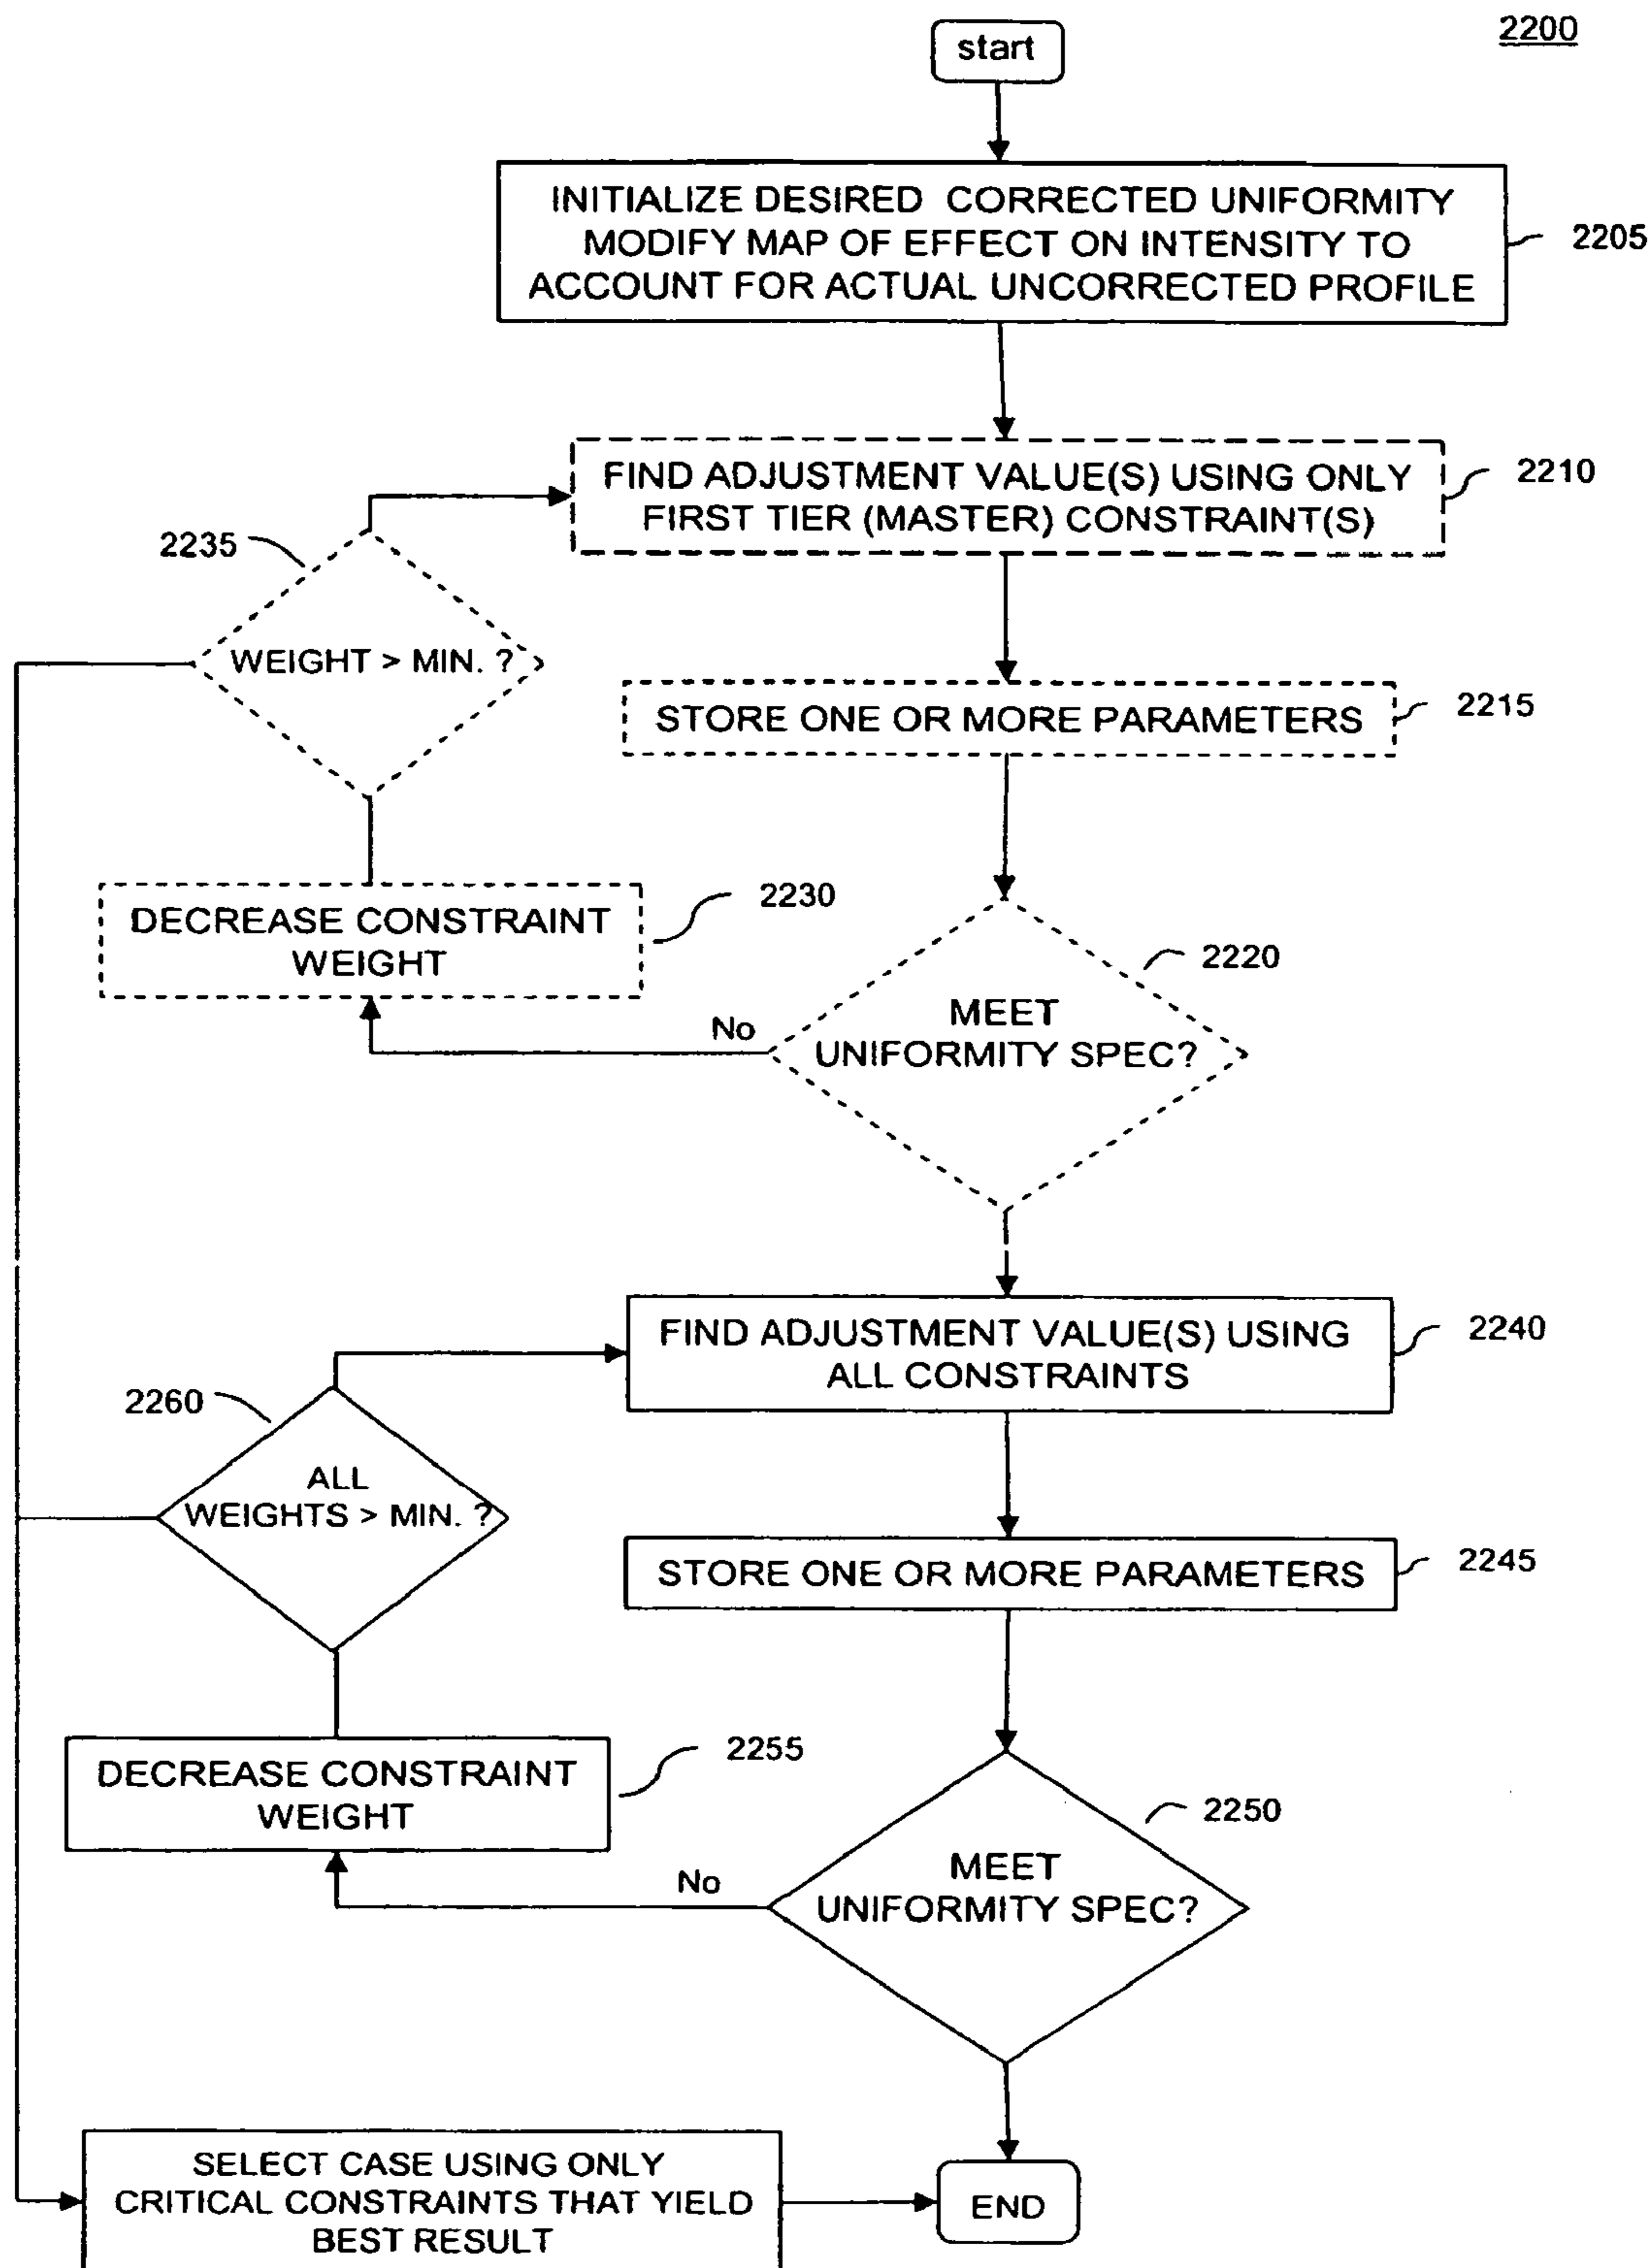 2200
start
INITIALIZE DESIRED CORRECTED UNIFORMITY
MODIFY MAP OF EFFECT ON INTENSITY TO
ACCOUNT FOR ACTUAL UNCORRECTED PROFILE
2205
FIND ADJUSTMENT VALUE(S) USING ONLY
FIRST TIER (MASTER) CONSTRAINT(S)
2210
2235
WEIGHT > MIN. ?
STORE ONE OR MORE PARAMETERS
2215
DECREASE CONSTRAINT
WEIGHT
2230
2220
MEET
UNIFORMITY SPEC?
No
FIND ADJUSTMENT VALUE(S) USING
ALL CONSTRAINTS
2240
2260
ALL
WEIGHTS > MIN. ?
STORE ONE OR MORE PARAMETERS
2245
DECREASE CONSTRAINT
WEIGHT
2255
2250
MEET
UNIFORMITY SPEC?
No
SELECT CASE USING ONLY
CRITICAL CONSTRAINTS THAT YIELD
BEST RESULT
END